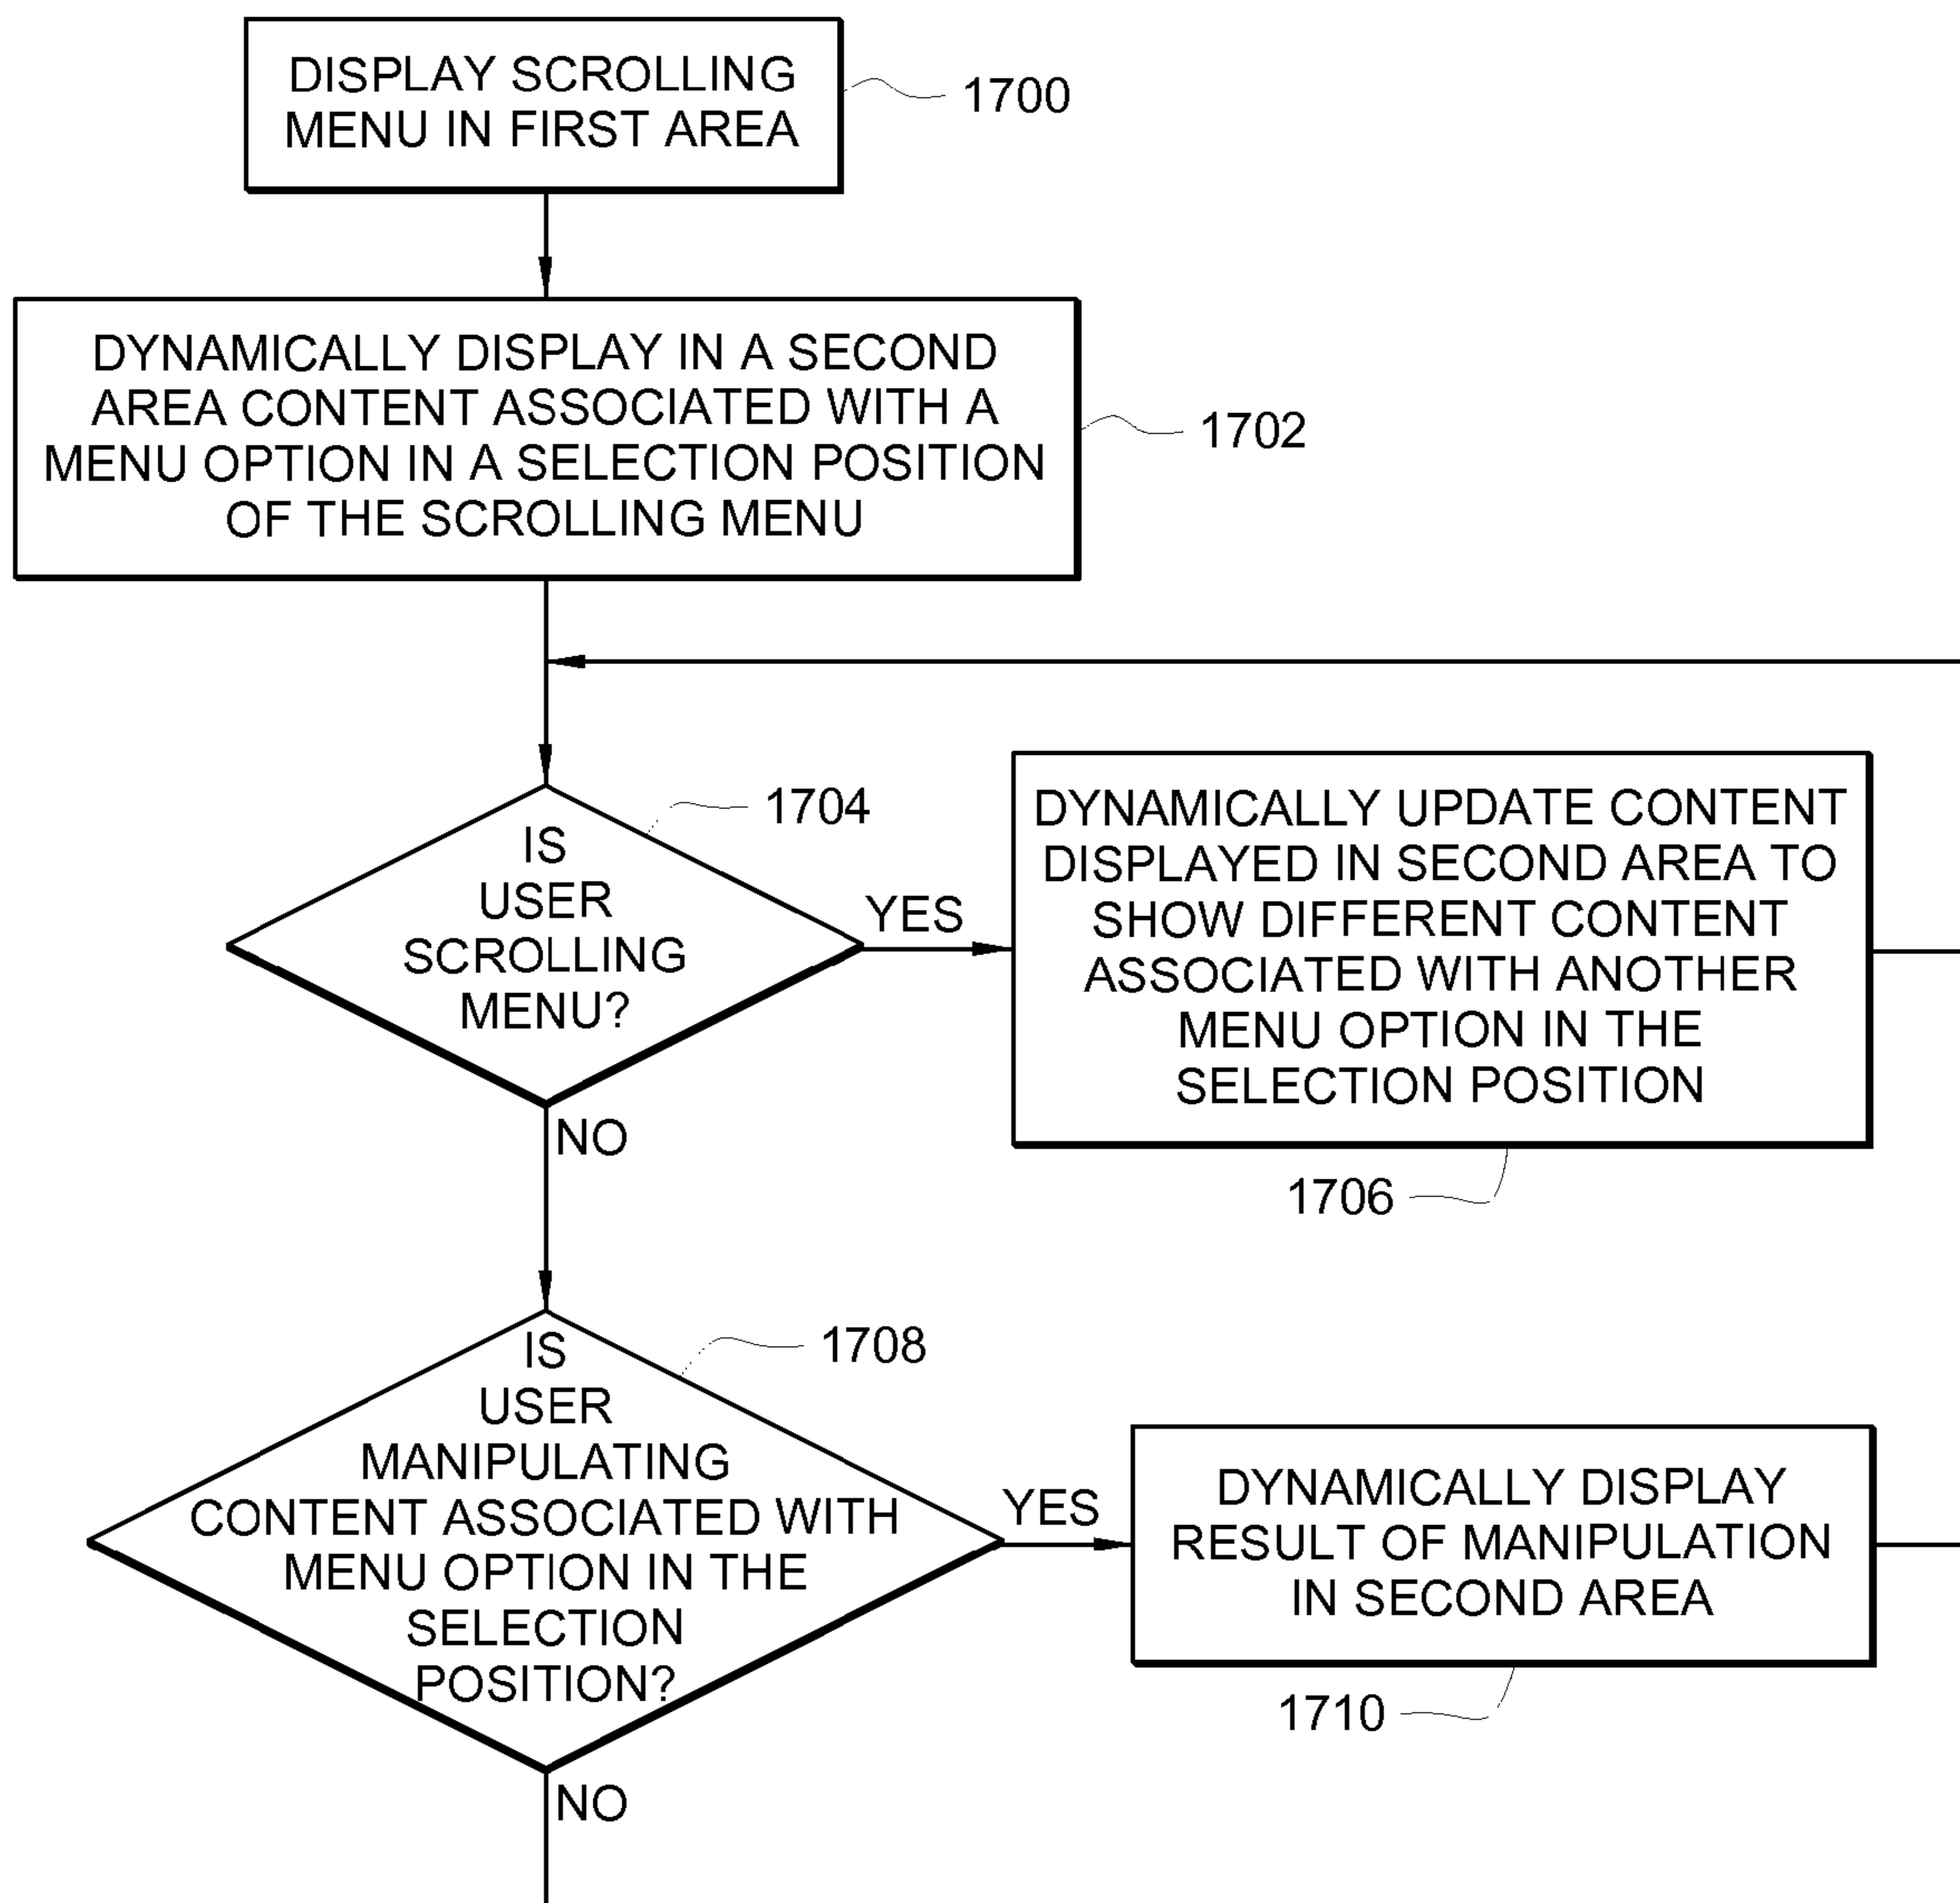 DISPLAY SCROLLING
MENU IN FIRST AREA
1700
DYNAMICALLY DISPLAY IN A SECOND
AREA CONTENT ASSOCIATED WITH A
MENU OPTION IN A SELECTION POSITION
OF THE SCROLLING MENU
1702
IS
USER
SCROLLING
MENU?
1704
YES
NO
DYNAMICALLY UPDATE CONTENT
DISPLAYED IN SECOND AREA TO
SHOW DIFFERENT CONTENT
ASSOCIATED WITH ANOTHER
MENU OPTION IN THE
SELECTION POSITION
1706
IS
USER
MANIPULATING
CONTENT ASSOCIATED WITH
MENU OPTION IN THE
SELECTION
POSITION?
1708
YES
NO
DYNAMICALLY DISPLAY
RESULT OF MANIPULATION
IN SECOND AREA
1710